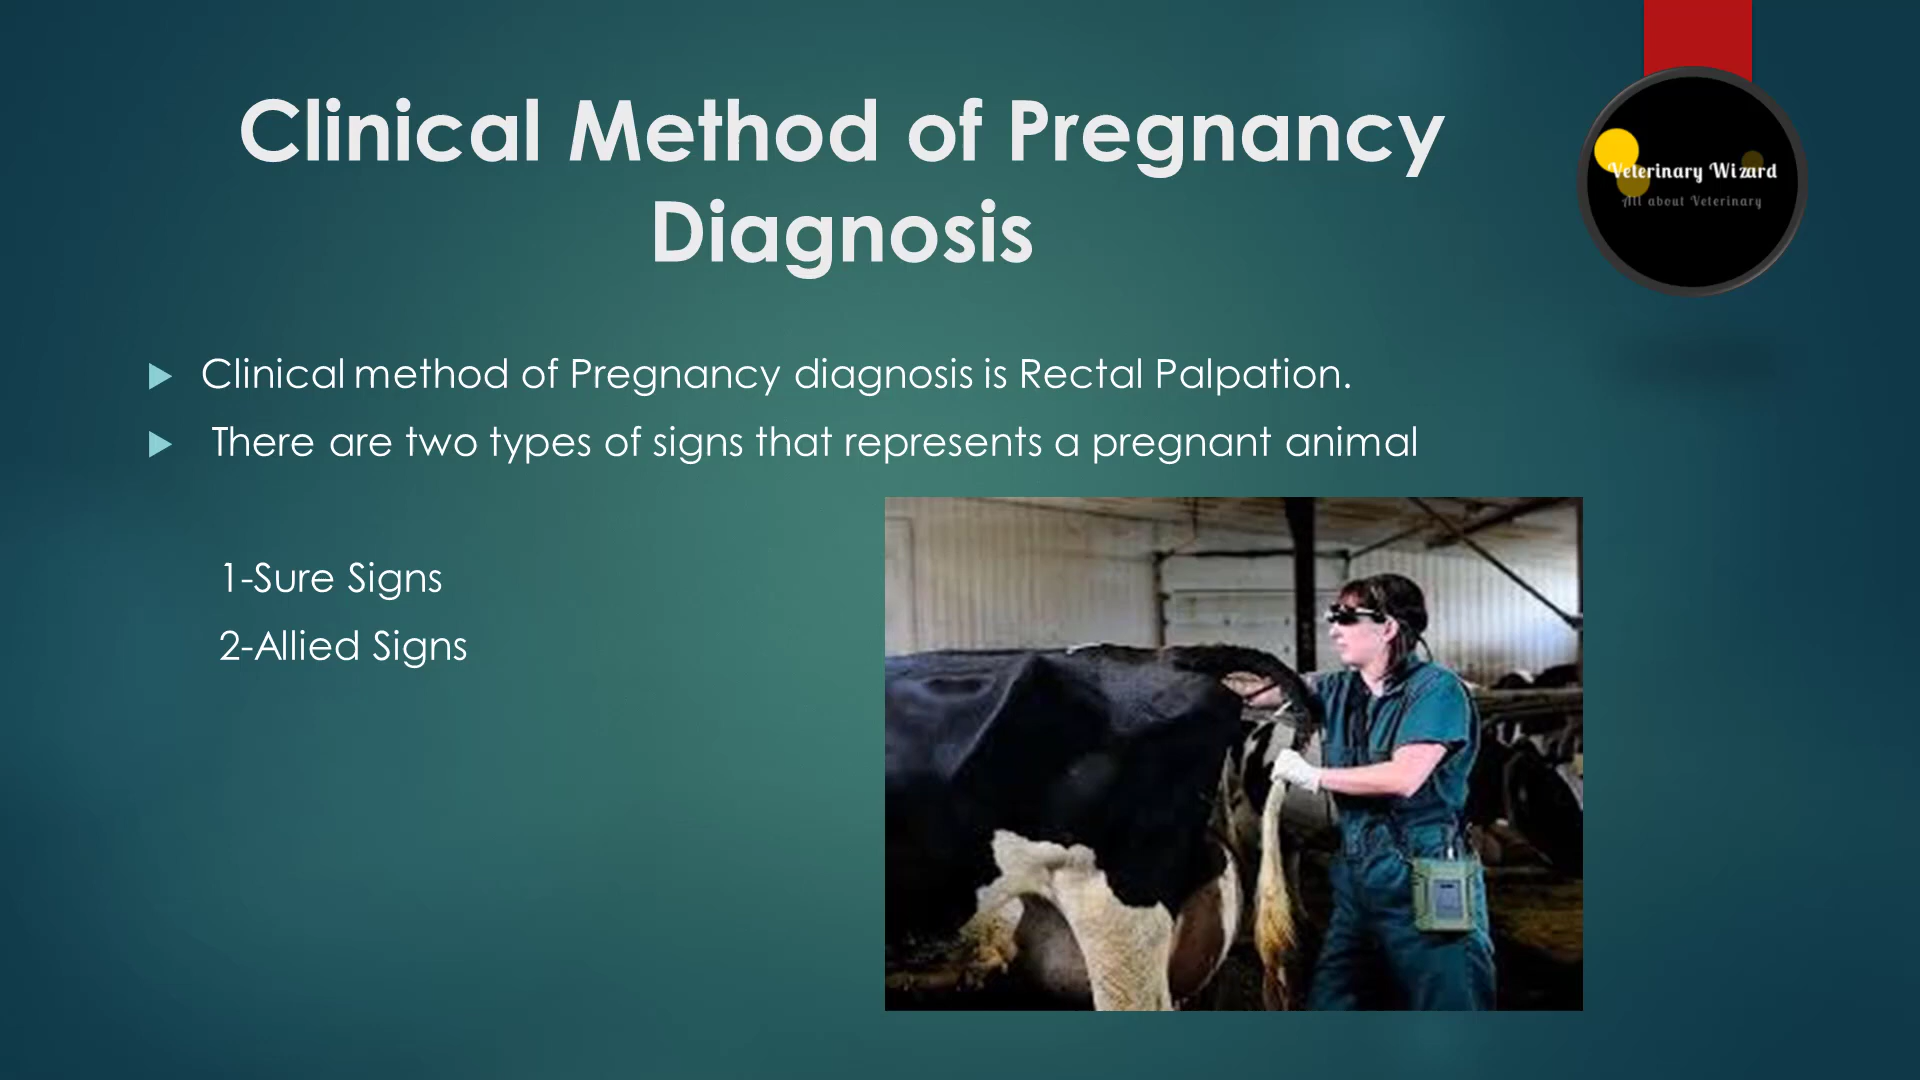 Clinical Method of Pregnancy
Diagnosis
Veterinary Wizard
All about Veterinary
Clinical method of Pregnancy diagnosis is Rectal Palpation.
There are two types of signs that represents a pregnant animal
1-Sure Signs
2-Allied Signs